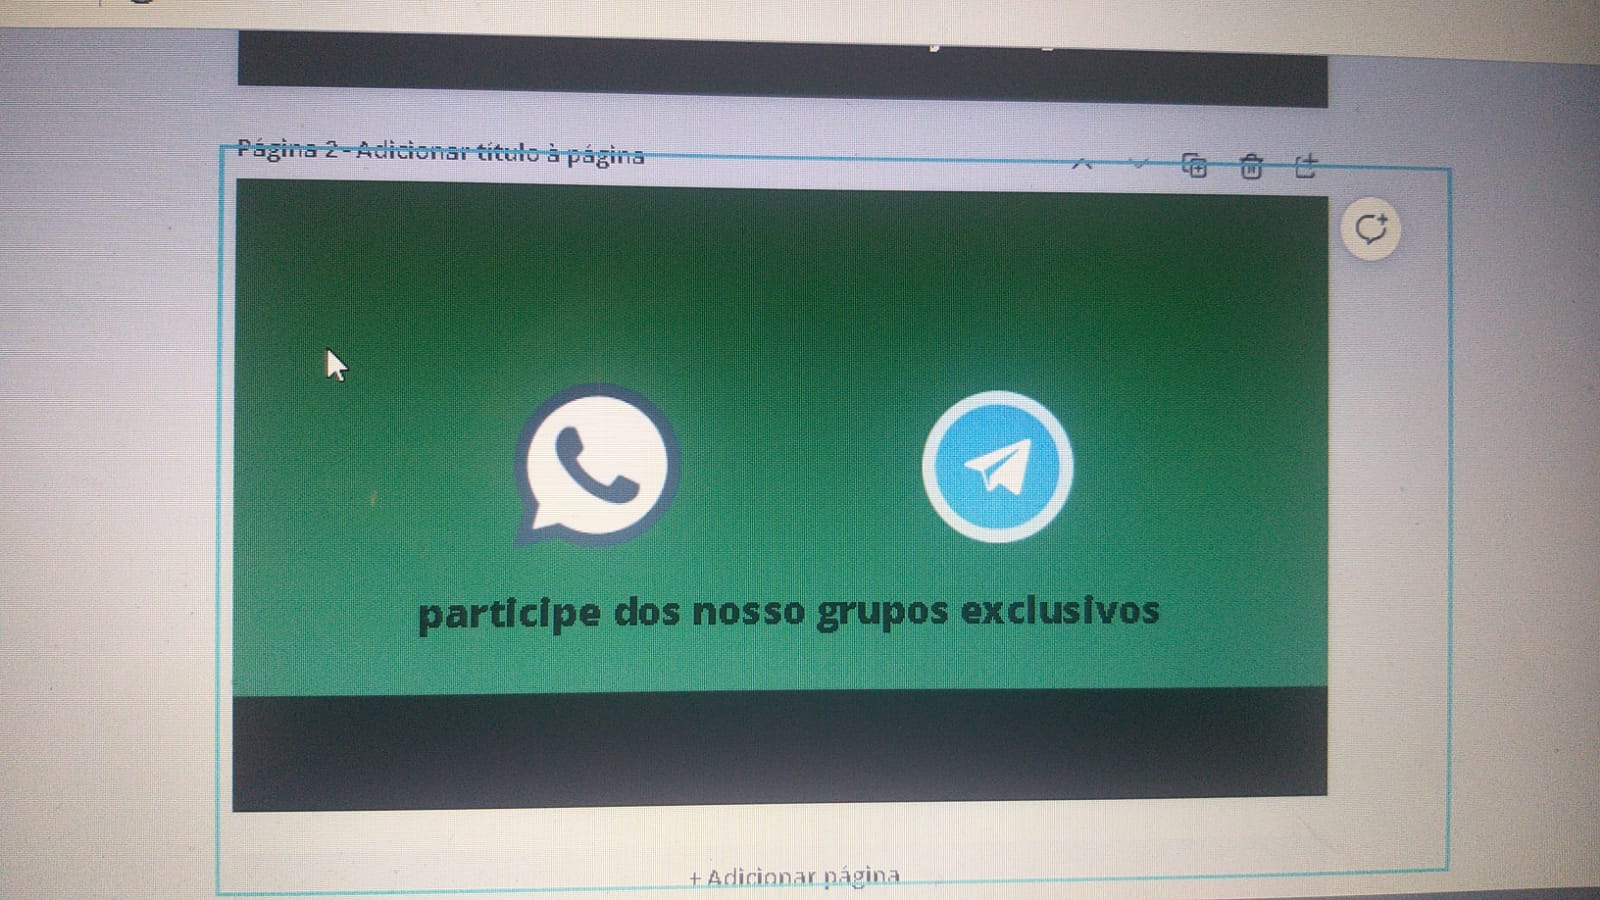 Página 2 - Adicionar título à página
participe dos nosso grupos exclusivos
+ Adicionar página